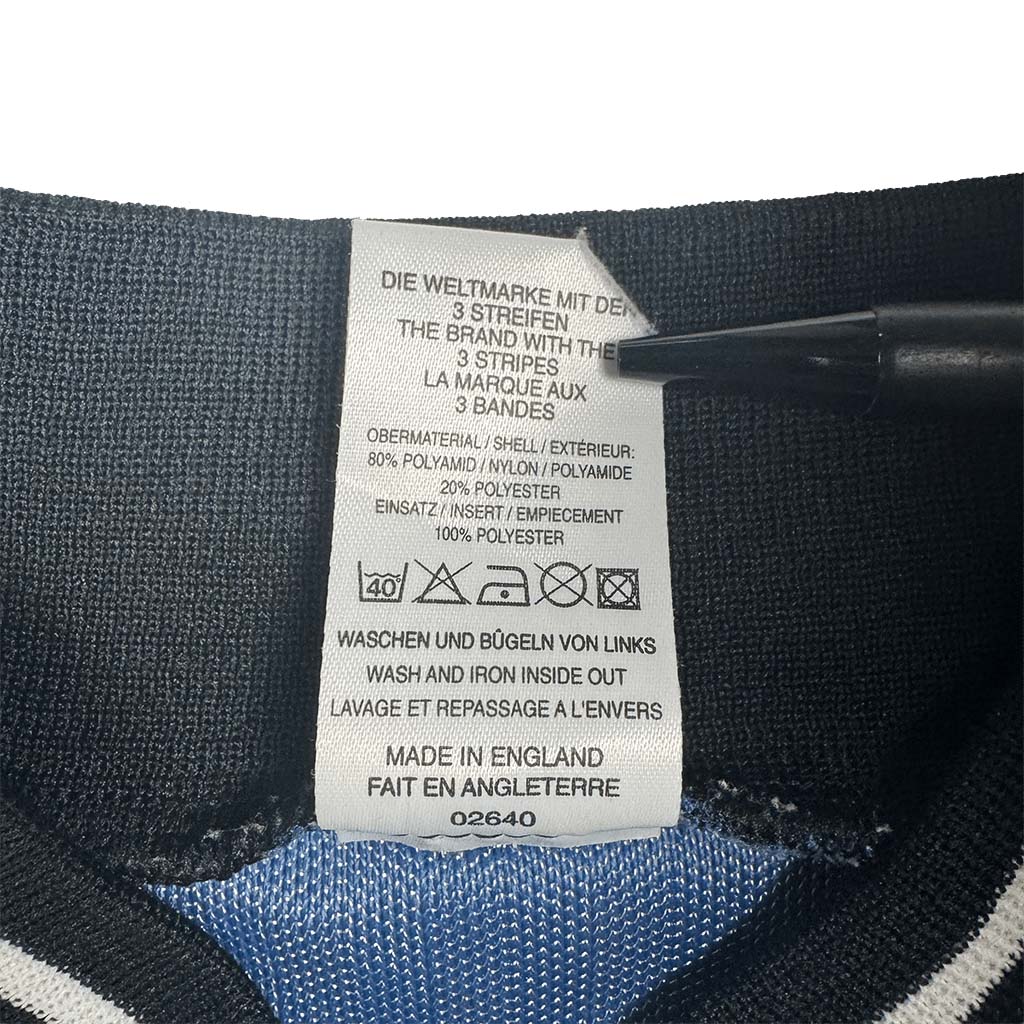 DIE WELTMARKE MIT DEN
3 STREIFEN
THE BRAND WITH THE
3 STRIPES
LA MARQUE AUX
3 BANDES
OBERMATERIAL / SHELL / EXTÉRIEUR:
80% POLYAMID / NYLON / POLYAMIDE
20% POLYESTER
EINSATZ / INSERT / EMPIECEMENT
100% POLYESTER
40°
WASCHEN UND BÛGELN VON LINKS
WASH AND IRON INSIDE OUT
LAVAGE ET REPASSAGE A L'ENVERS
MADE IN ENGLAND
FAIT EN ANGLETERRE
02640